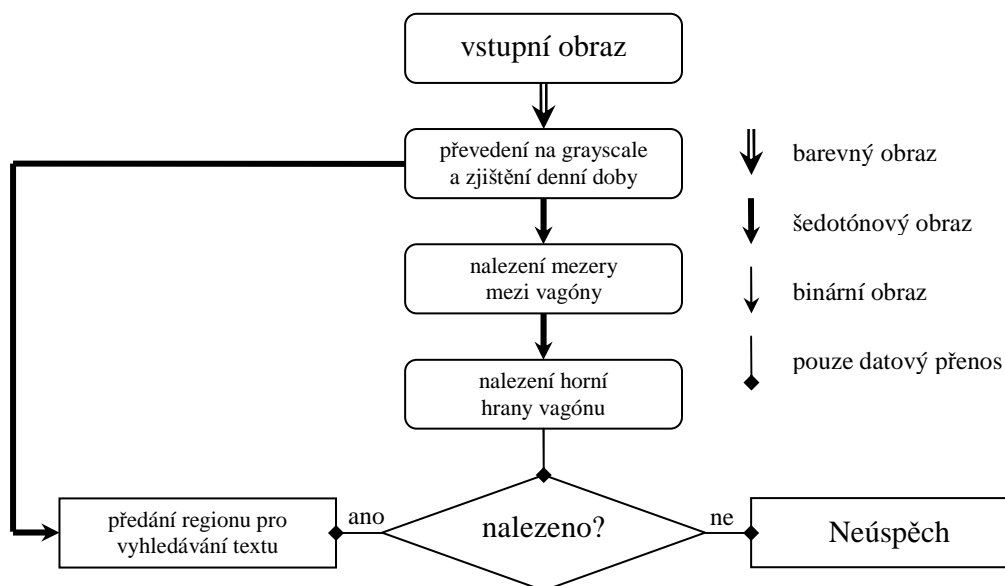 vstupní obraz
převedení na grayscale
a zjištění denní doby
nalezení mezery
mezi vagóny
nalezení horní
hrany vagónu
nalezeno?
ano
předání regionu pro
vyhledávání textu
ne
Neúspěch
barevný obraz
šedotónový obraz
binární obraz
pouze datový přenos